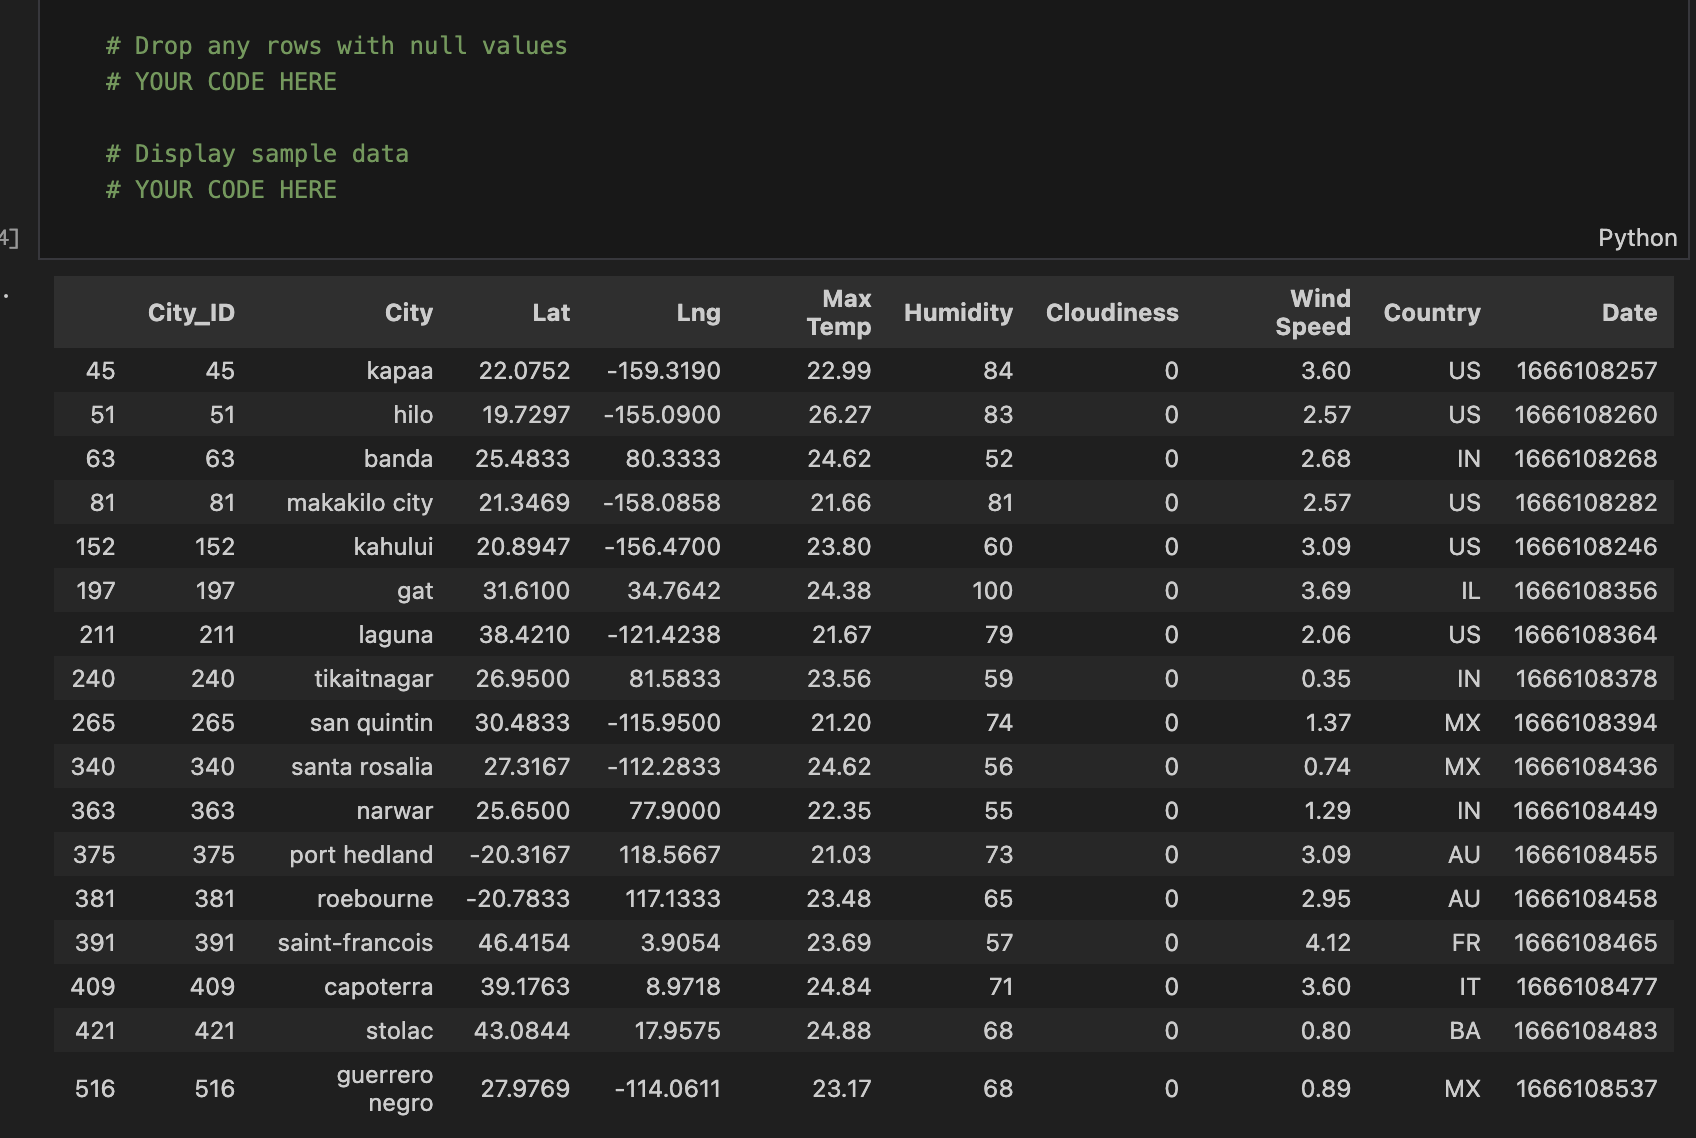 # Drop any rows with null values
# YOUR CODE HERE
# Display sample data
# YOUR CODE HERE
4]
Python
City_ID City Lat Lng Max Temp Humidity Cloudiness Wind Speed Country Date
45 45 kapaa 22.0752 -159.3190 22.99 84 0 3.60 US 1666108257
51 51 hilo 19.7297 -155.0900 26.27 83 0 2.57 US 1666108260
63 63 banda 25.4833 80.3333 24.62 52 0 2.68 IN 1666108268
81 81 makakilo city 21.3469 -158.0858 21.66 81 0 2.57 US 1666108282
152 152 kahului 20.8947 -156.4700 23.80 60 0 3.09 US 1666108246
197 197 gat 31.6100 34.7642 24.38 100 0 3.69 IL 1666108356
211 211 laguna 38.4210 -121.4238 21.67 79 0 2.06 US 1666108364
240 240 tikaitnagar 26.9500 81.5833 23.56 59 0 0.35 IN 1666108378
265 265 san quintin 30.4833 -115.9500 21.20 74 0 1.37 MX 1666108394
340 340 santa rosalia 27.3167 -112.2833 24.62 56 0 0.74 MX 1666108436
363 363 narwar 25.6500 77.9000 22.35 55 0 1.29 IN 1666108449
375 375 port hedland -20.3167 118.5667 21.03 73 0 3.09 AU 1666108455
381 381 roebourne -20.7833 117.1333 23.48 65 0 2.95 AU 1666108458
391 391 saint-francois 46.4154 3.9054 23.69 57 0 4.12 FR 1666108465
409 409 capoterra 39.1763 8.9718 24.84 71 0 3.60 IT 1666108477
421 421 stolac 43.0844 17.9575 24.88 68 0 0.80 BA 1666108483
516 516 guerrero negro 27.9769 -114.0611 23.17 68 0 0.89 MX 1666108537